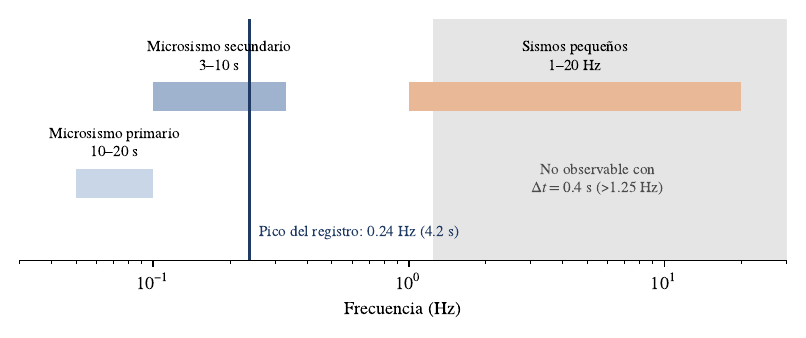 Microsismo secundario
3–10 s
Sismos pequeños
1–20 Hz
Microsismo primario
10–20 s
No observable con
Δt = 0.4 s (>1.25 Hz)
Pico del registro: 0.24 Hz (4.2 s)
10⁻¹
10⁰
10¹
Frecuencia (Hz)